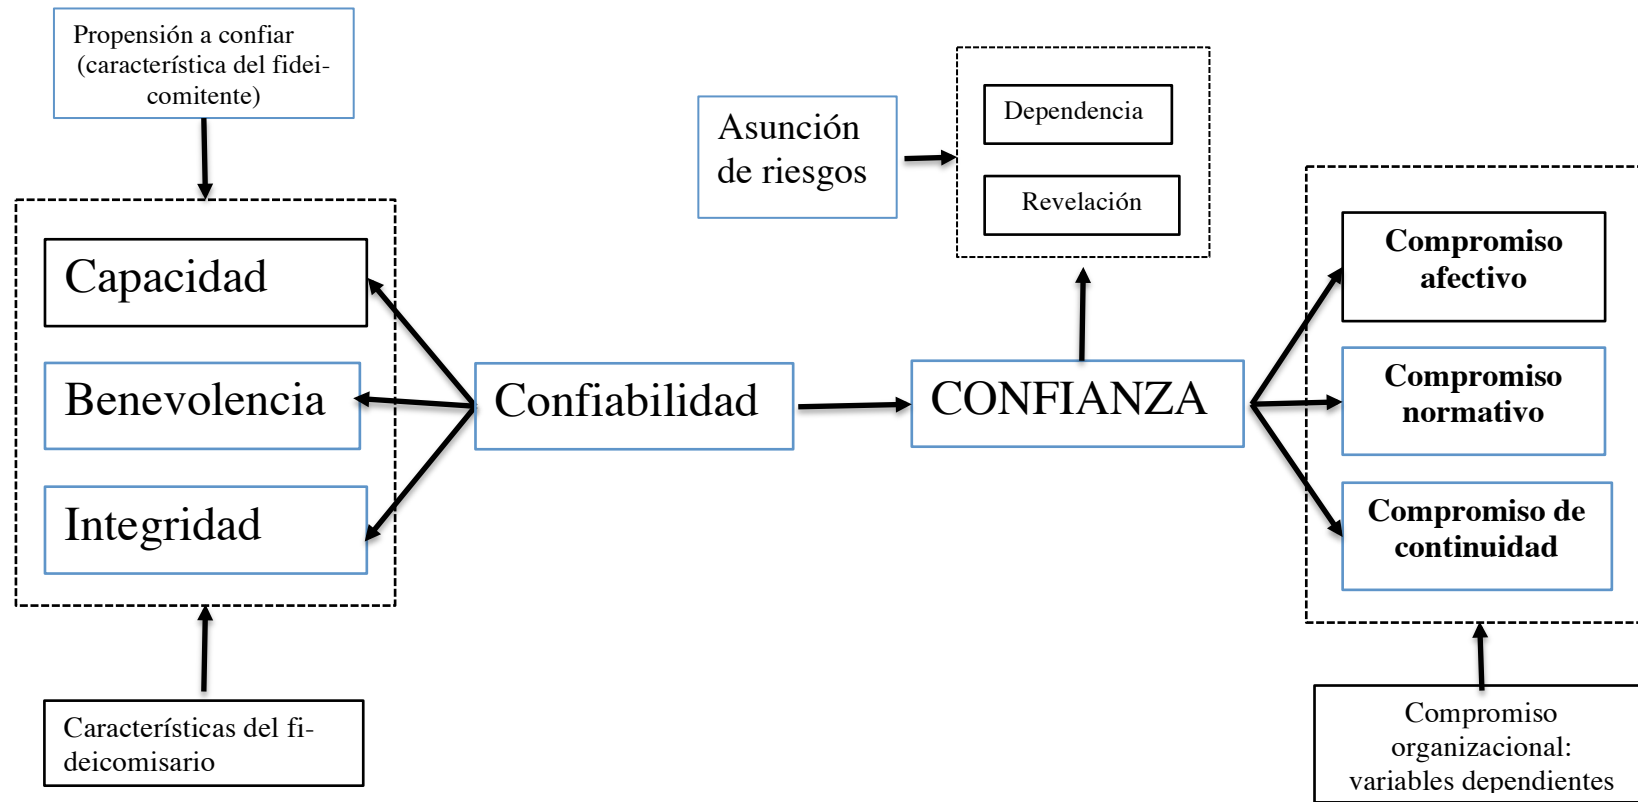 Propensión a confiar
(característica del fidei-
comitente)
Asunción
de riesgos
Dependencia
Revelación
Capacidad
Benevolencia
Integridad
Confiabilidad
CONFIANZA
Compromiso
afectivo
Compromiso
normativo
Compromiso de
continuidad
Características del fi-
deicomisario
Compromiso
organizacional:
variables dependientes